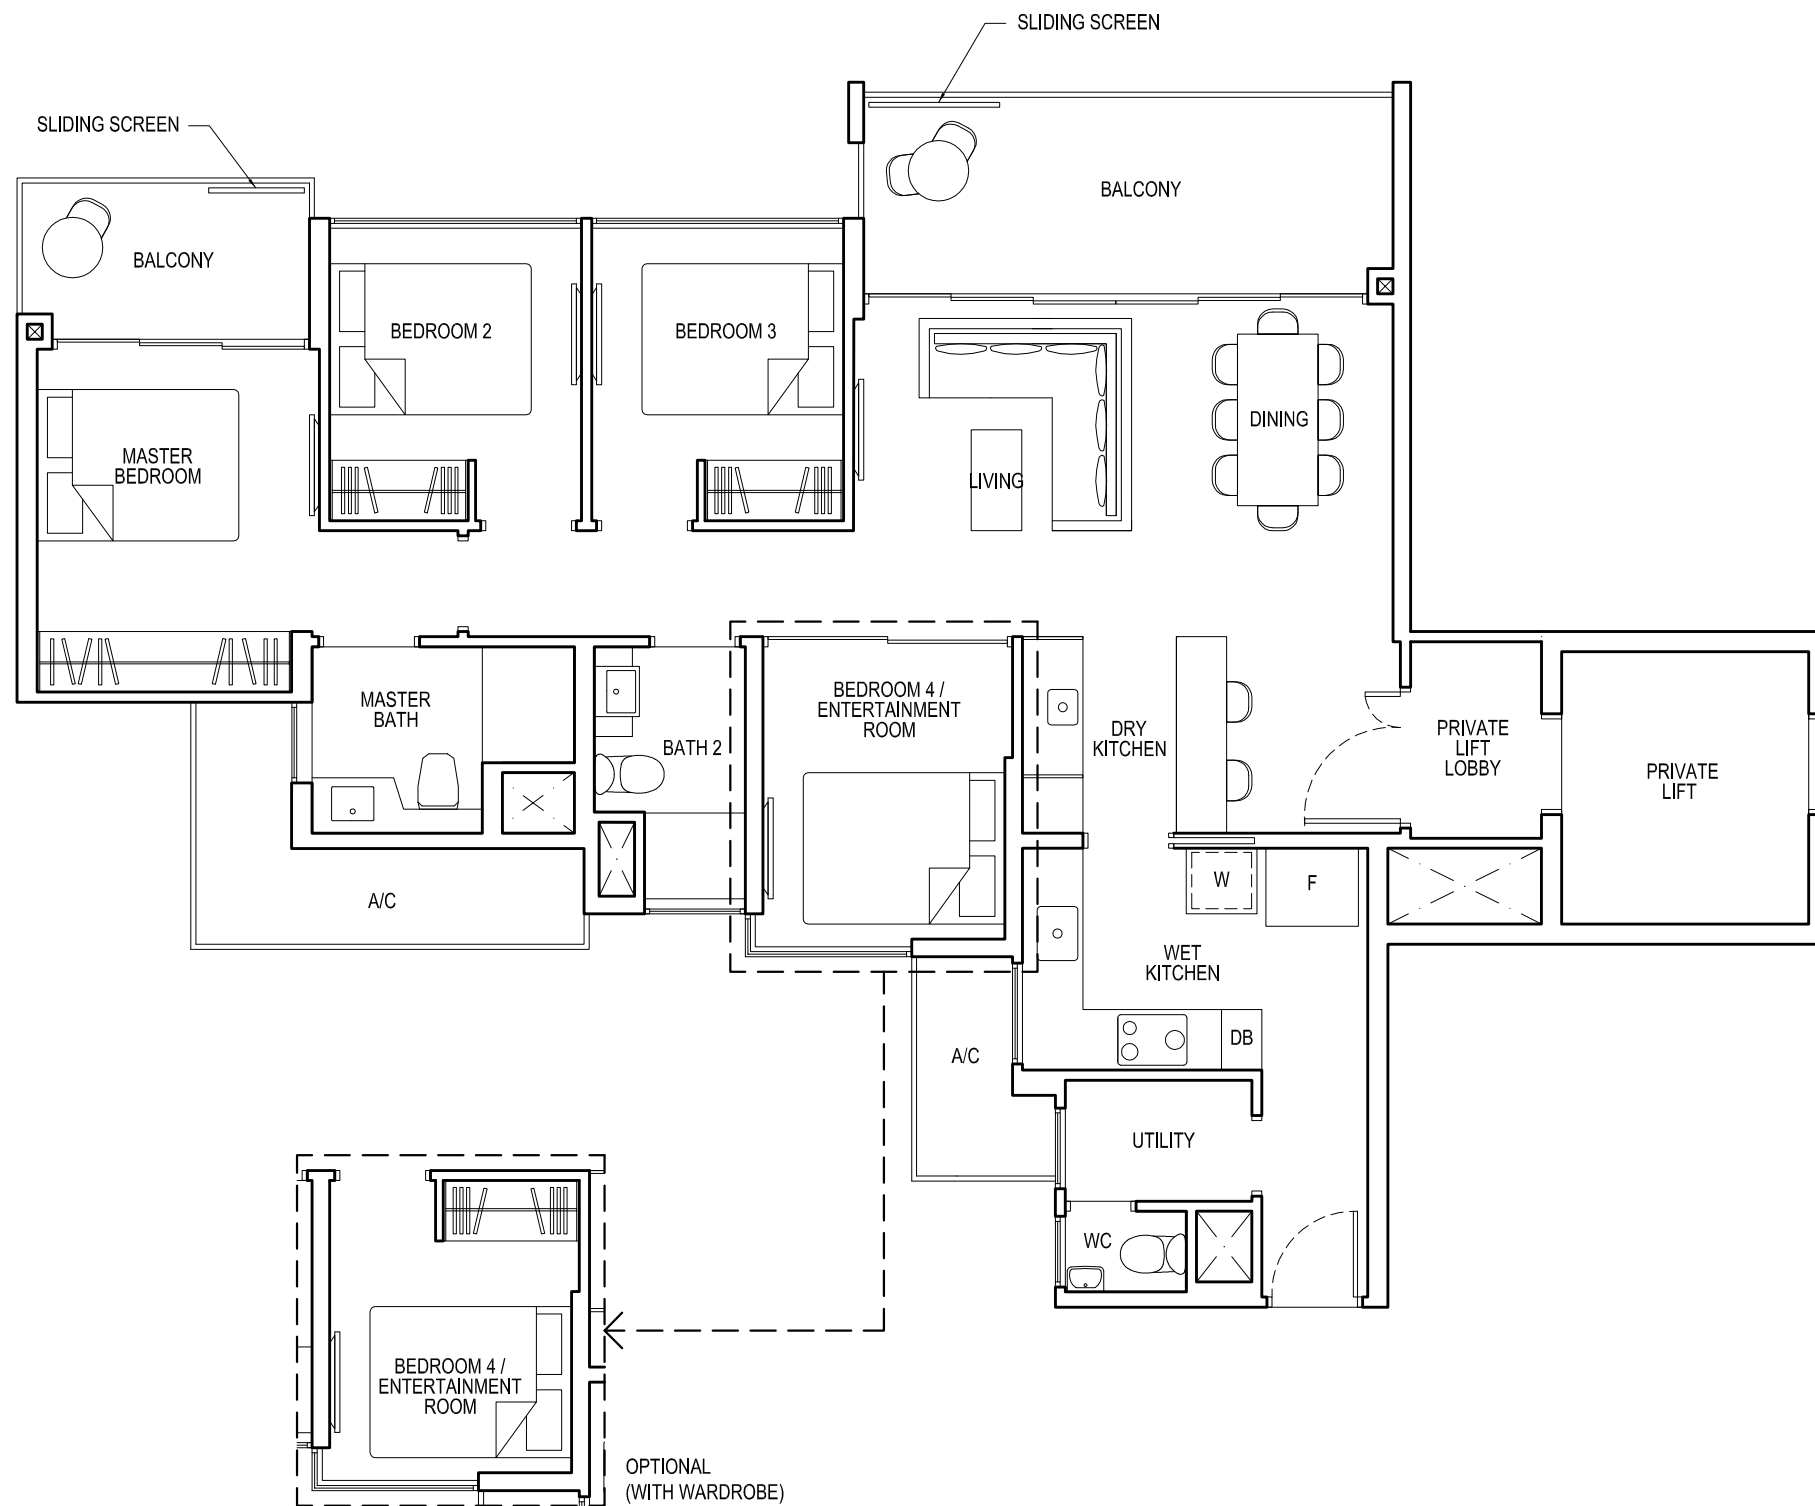 SLIDING SCREEN
SLIDING SCREEN
BALCONY
BALCONY
BEDROOM 2
BEDROOM 3
DINING
MASTER
BEDROOM
LIVING
MASTER
BATH
BATH 2
BEDROOM 4 /
ENTERTAINMENT
ROOM
DRY
KITCHEN
PRIVATE
LIFT
LOBBY
PRIVATE
LIFT
A/C
W
F
WET
KITCHEN
A/C
DB
UTILITY
WC
BEDROOM 4 /
ENTERTAINMENT
ROOM
OPTIONAL
(WITH WARDROBE)